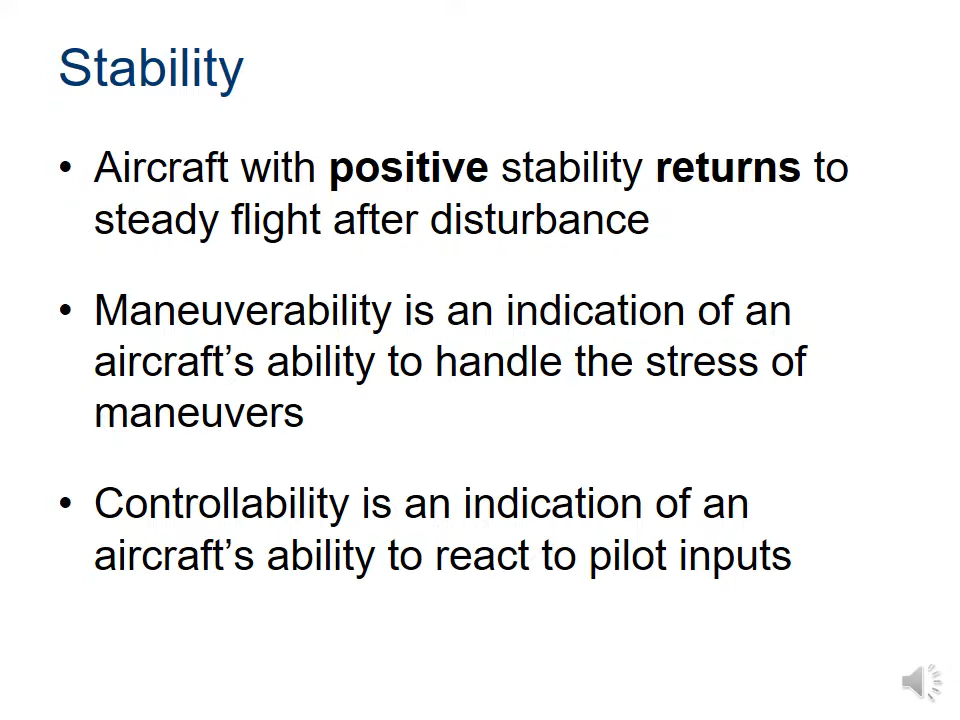 Stability
• Aircraft with positive stability returns to
steady flight after disturbance
• Maneuverability is an indication of an
aircraft’s ability to handle the stress of
maneuvers
• Controllability is an indication of an
aircraft’s ability to react to pilot inputs